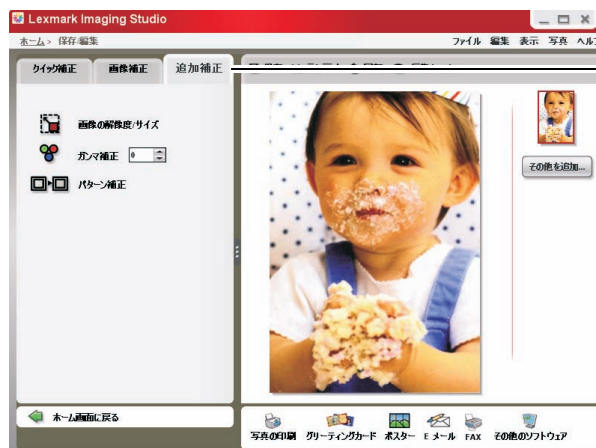 Lexmark Imaging Studio
ホーム > 保存/編集
ファイル 編集 表示 写真 ヘル
クイック補正 画像補正 追加補正
画像の解像度/サイズ
ガンマ補正 0
パターン補正
その他を追加...
ホーム画面に戻る
写真の印刷 グリーティングカード ポスター E メール FAX その他のソフトウェア